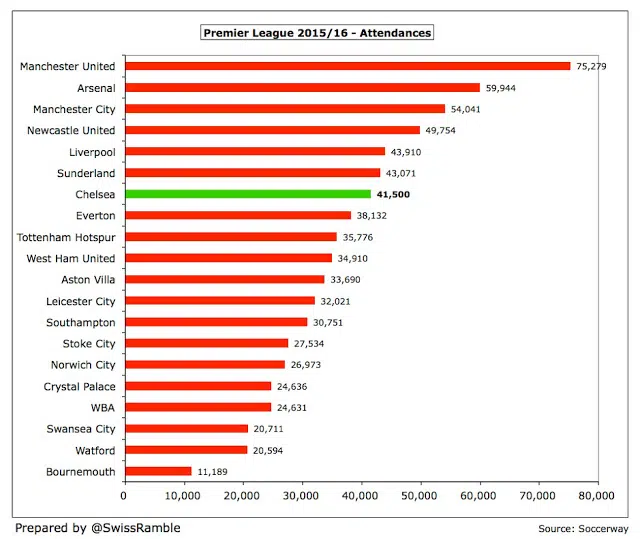 Premier League 2015/16 - Attendances
Manchester United 75,279
Arsenal 59,944
Manchester City 54,041
Newcastle United 49,754
Liverpool 43,910
Sunderland 43,071
Chelsea 41,500
Everton 38,132
Tottenham Hotspur 35,776
West Ham United 34,910
Aston Villa 33,690
Leicester City 32,021
Southampton 30,751
Stoke City 27,534
Norwich City 26,973
Crystal Palace 24,636
WBA 24,631
Swansea City 20,711
Watford 20,594
Bournemouth 11,189
0 10,000 20,000 30,000 40,000 50,000 60,000 70,000 80,000
Prepared by @SwissRamble Source: Soccerway